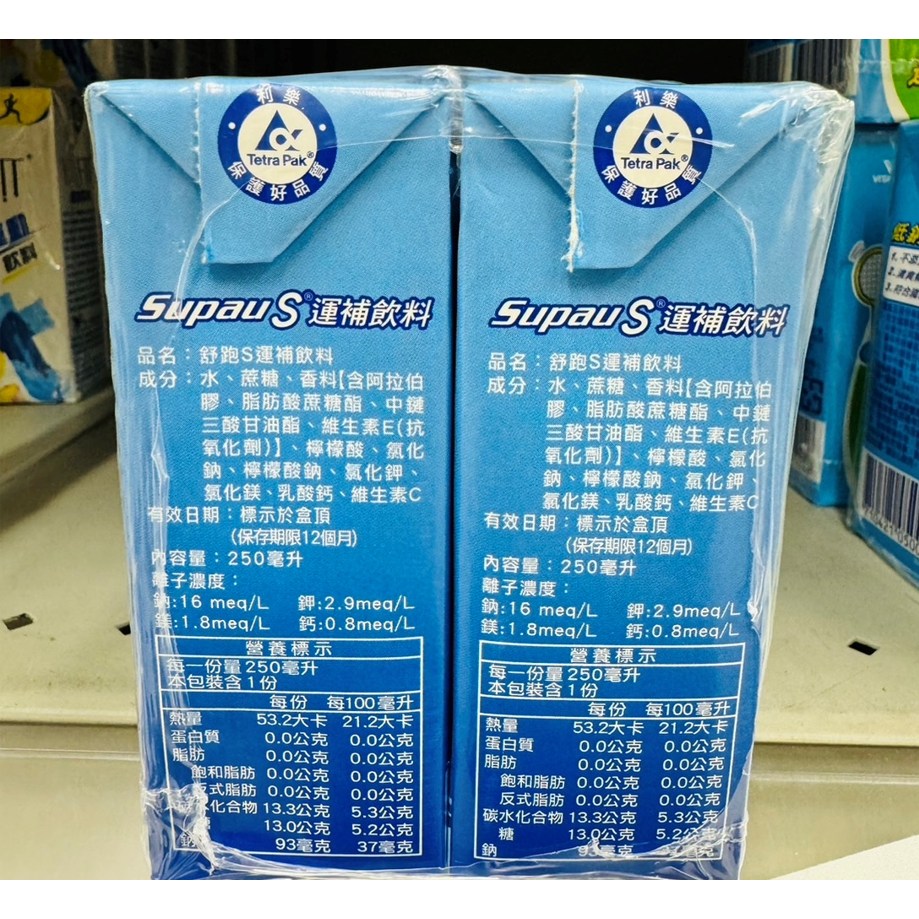 利樂
Tetra Pak®
保護好品質
Supau S®運補飲料
品名：舒跑S運補飲料
成分：水、蔗糖、香料【含阿拉伯
膠、脂肪酸蔗糖酯、中鏈
三酸甘油酯、維生素E(抗
氧化劑)】、檸檬酸、氯化
鈉、檸檬酸鈉、氯化鉀、
氯化鎂、乳酸鈣、維生素C
有效日期：標示於盒頂
(保存期限12個月)
內容量：250毫升
離子濃度：
鈉:16 meq/L 鉀:2.9meq/L
鎂:1.8meq/L 鈣:0.8meq/L
營養標示
每一份量250毫升
本包裝含1份
每份 每100毫升
熱量 53.2大卡 21.2大卡
蛋白質 0.0公克 0.0公克
脂肪 0.0公克 0.0公克
飽和脂肪 0.0公克 0.0公克
反式脂肪 0.0公克 0.0公克
碳水化合物 13.3公克 5.3公克
13.0公克 5.2公克
鈉 93毫克 37毫克
利樂
Tetra Pak®
保護好品質
Supau S®運補飲料
品名：舒跑S運補飲料
成分：水、蔗糖、香料【含阿拉伯
膠、脂肪酸蔗糖酯、中鏈
三酸甘油酯、維生素E(抗
氧化劑)】、檸檬酸、氯化
鈉、檸檬酸鈉、氯化鉀、
氯化鎂、乳酸鈣、維生素C
有效日期：標示於盒頂
(保存期限12個月)
內容量：250毫升
離子濃度：
鈉:16 meq/L 鉀:2.9meq/L
鎂:1.8meq/L 鈣:0.8meq/L
營養標示
每一份量250毫升
本包裝含1份
每份 每100毫升
熱量 53.2大卡 21.2大卡
蛋白質 0.0公克 0.0公克
脂肪 0.0公克 0.0公克
飽和脂肪 0.0公克 0.0公克
反式脂肪 0.0公克 0.0公克
碳水化合物 13.3公克 5.3公克
糖 13.0公克 5.2公克
鈉 93毫克 37毫克
飲料